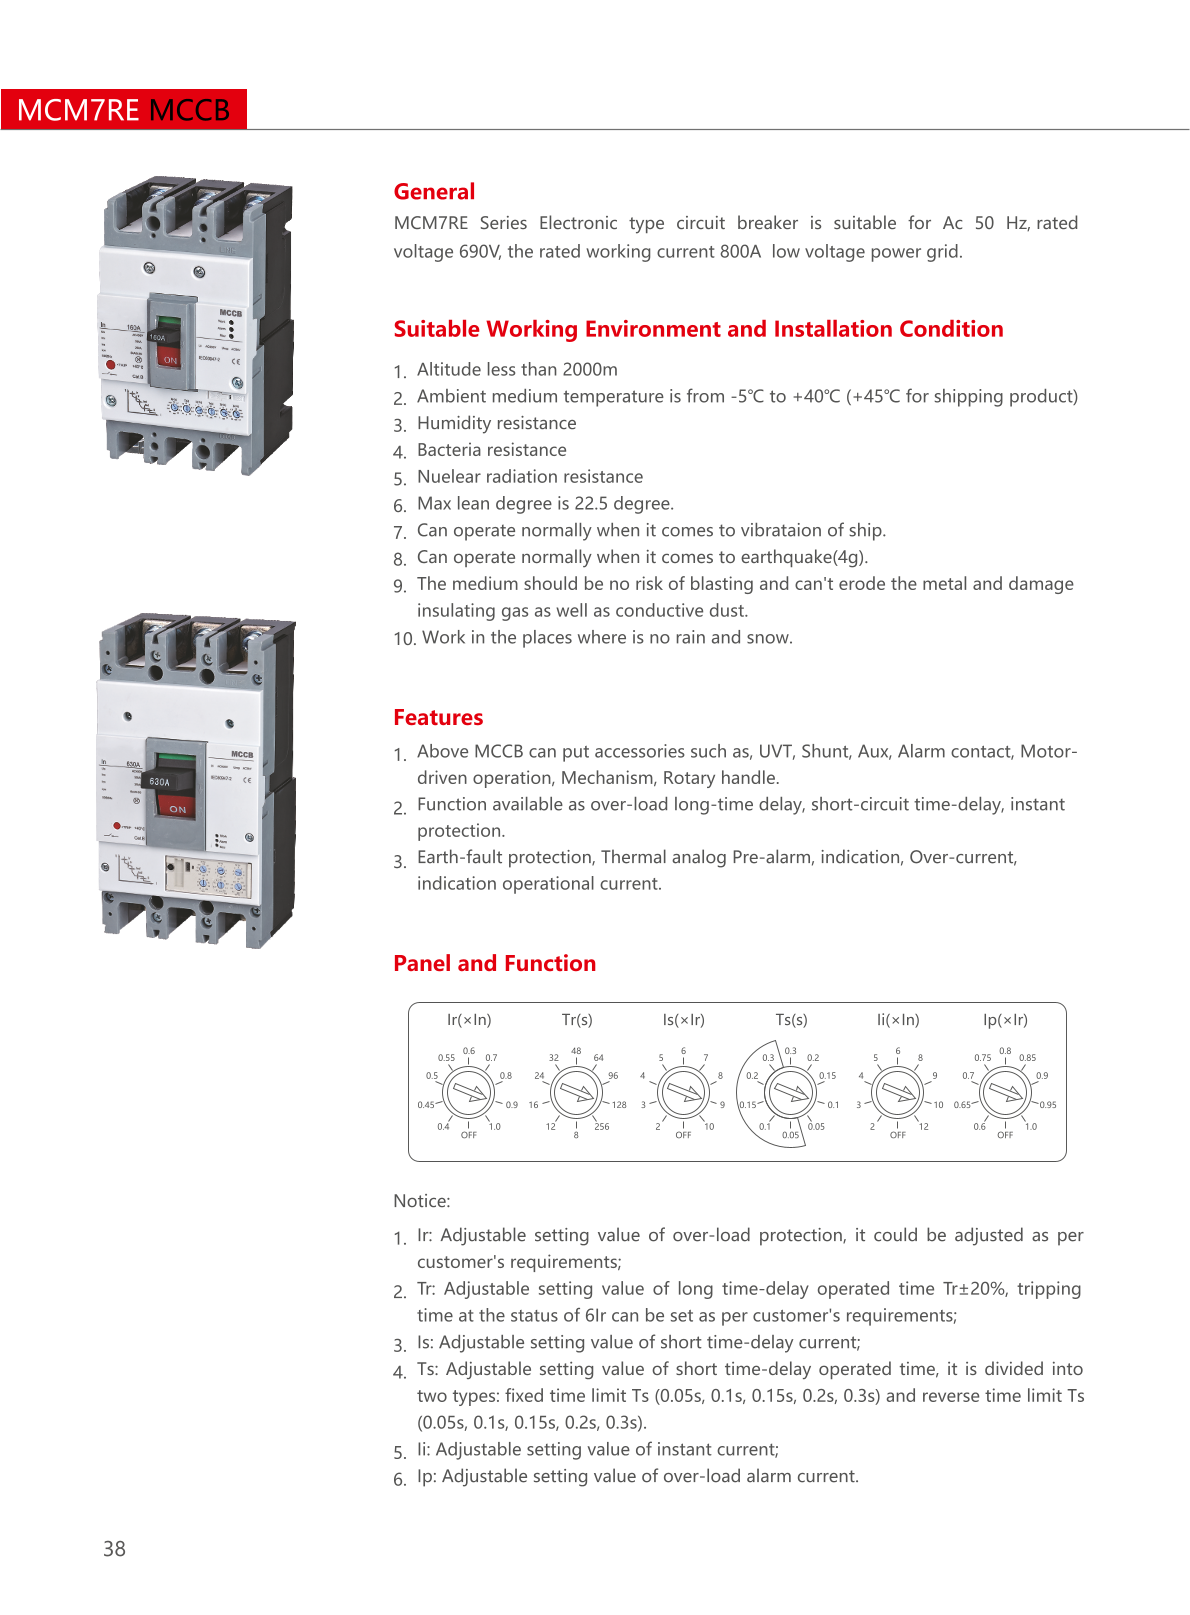 MCM7RE MCCB
General
MCM7RE Series Electronic type circuit breaker is suitable for Ac 50 Hz, rated
voltage 690V, the rated working current 800A low voltage power grid.
Suitable Working Environment and Installation Condition
1. Altitude less than 2000m
2. Ambient medium temperature is from -5℃ to +40℃ (+45℃ for shipping product)
3. Humidity resistance
4. Bacteria resistance
5. Nuelear radiation resistance
6. Max lean degree is 22.5 degree.
7. Can operate normally when it comes to vibrataion of ship.
8. Can operate normally when it comes to earthquake(4g).
9. The medium should be no risk of blasting and can't erode the metal and damage
insulating gas as well as conductive dust.
10. Work in the places where is no rain and snow.
MCCB
In 160A
160A
ON
IEC60947-2
CE
Cat.B
MCCB
In 630A
630A
ON
IEC60947-2
CE
Cat.B
Features
1. Above MCCB can put accessories such as, UVT, Shunt, Aux, Alarm contact, Motor-
driven operation, Mechanism, Rotary handle.
2. Function available as over-load long-time delay, short-circuit time-delay, instant
protection.
3. Earth-fault protection, Thermal analog Pre-alarm, indication, Over-current,
indication operational current.
Panel and Function
Ir(×In) Tr(s) Is(×Ir) Ts(s) Ii(×In) Ip(×Ir)
0.6 48 6 0.3 6 0.8
0.55 0.7 32 64 5 7 0.3 0.2 5 8 0.75 0.85
0.5 0.8 24 96 4 8 0.2 0.15 4 9 0.7 0.9
0.45 0.9 16 128 3 9 0.15 0.1 3 10 0.65 0.95
0.4 1.0 12 256 2 10 0.1 0.05 2 12 0.6 1.0
OFF 8 OFF 0.05 OFF OFF
Notice:
1. Ir: Adjustable setting value of over-load protection, it could be adjusted as per
customer's requirements;
2. Tr: Adjustable setting value of long time-delay operated time Tr±20%, tripping
time at the status of 6Ir can be set as per customer's requirements;
3. Is: Adjustable setting value of short time-delay current;
4. Ts: Adjustable setting value of short time-delay operated time, it is divided into
two types: fixed time limit Ts (0.05s, 0.1s, 0.15s, 0.2s, 0.3s) and reverse time limit Ts
(0.05s, 0.1s, 0.15s, 0.2s, 0.3s).
5. Ii: Adjustable setting value of instant current;
6. Ip: Adjustable setting value of over-load alarm current.
38